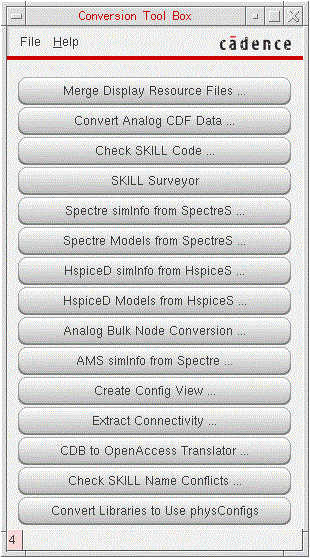 Conversion Tool Box
File Help cādence
Merge Display Resource Files ...
Convert Analog CDF Data ...
Check SKILL Code ...
SKILL Surveyor
Spectre simInfo from SpectreS ...
Spectre Models from SpectreS ...
HspiceD simInfo from HspiceS ...
HspiceD Models from HspiceS ...
Analog Bulk Node Conversion ...
AMS simInfo from Spectre ...
Create Config View ...
Extract Connectivity ...
CDB to OpenAccess Translator ...
Check SKILL Name Conflicts ...
Convert Libraries to Use physConfigs
4